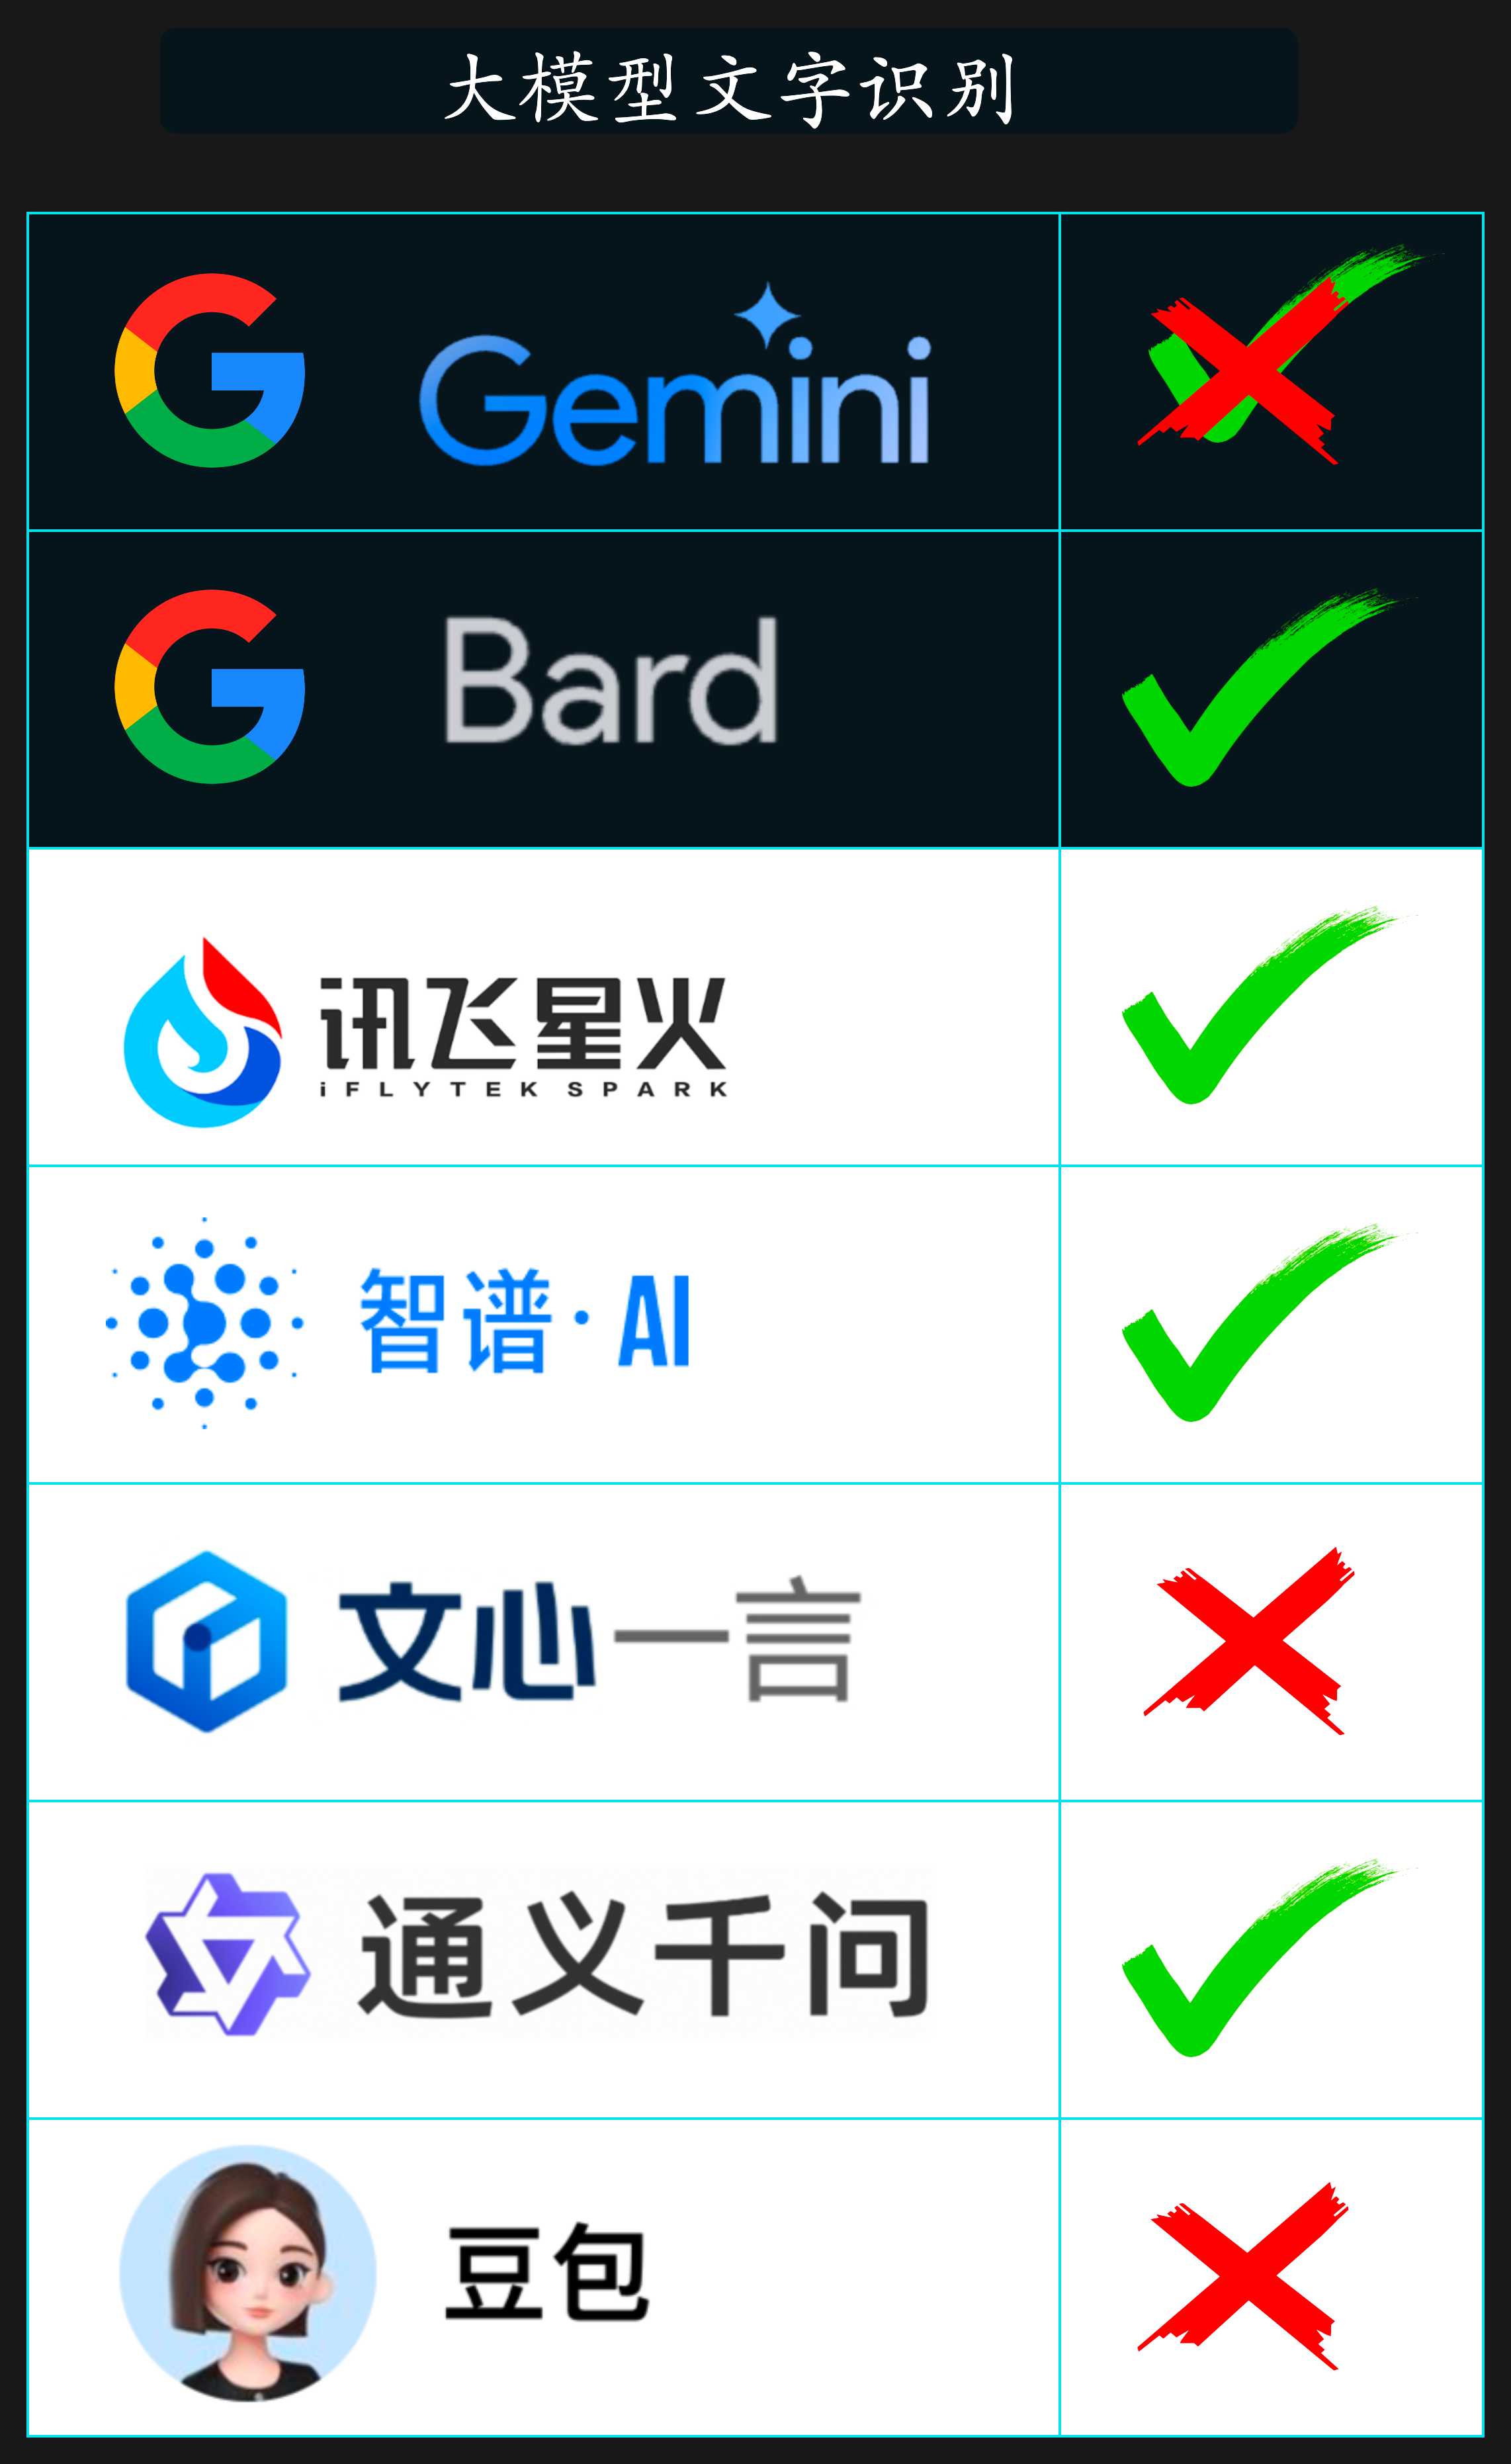 大模型文字识别
Gemini
Bard
讯飞星火
iFLYTEK SPARK
智谱·AI
文心一言
通义千问
豆包